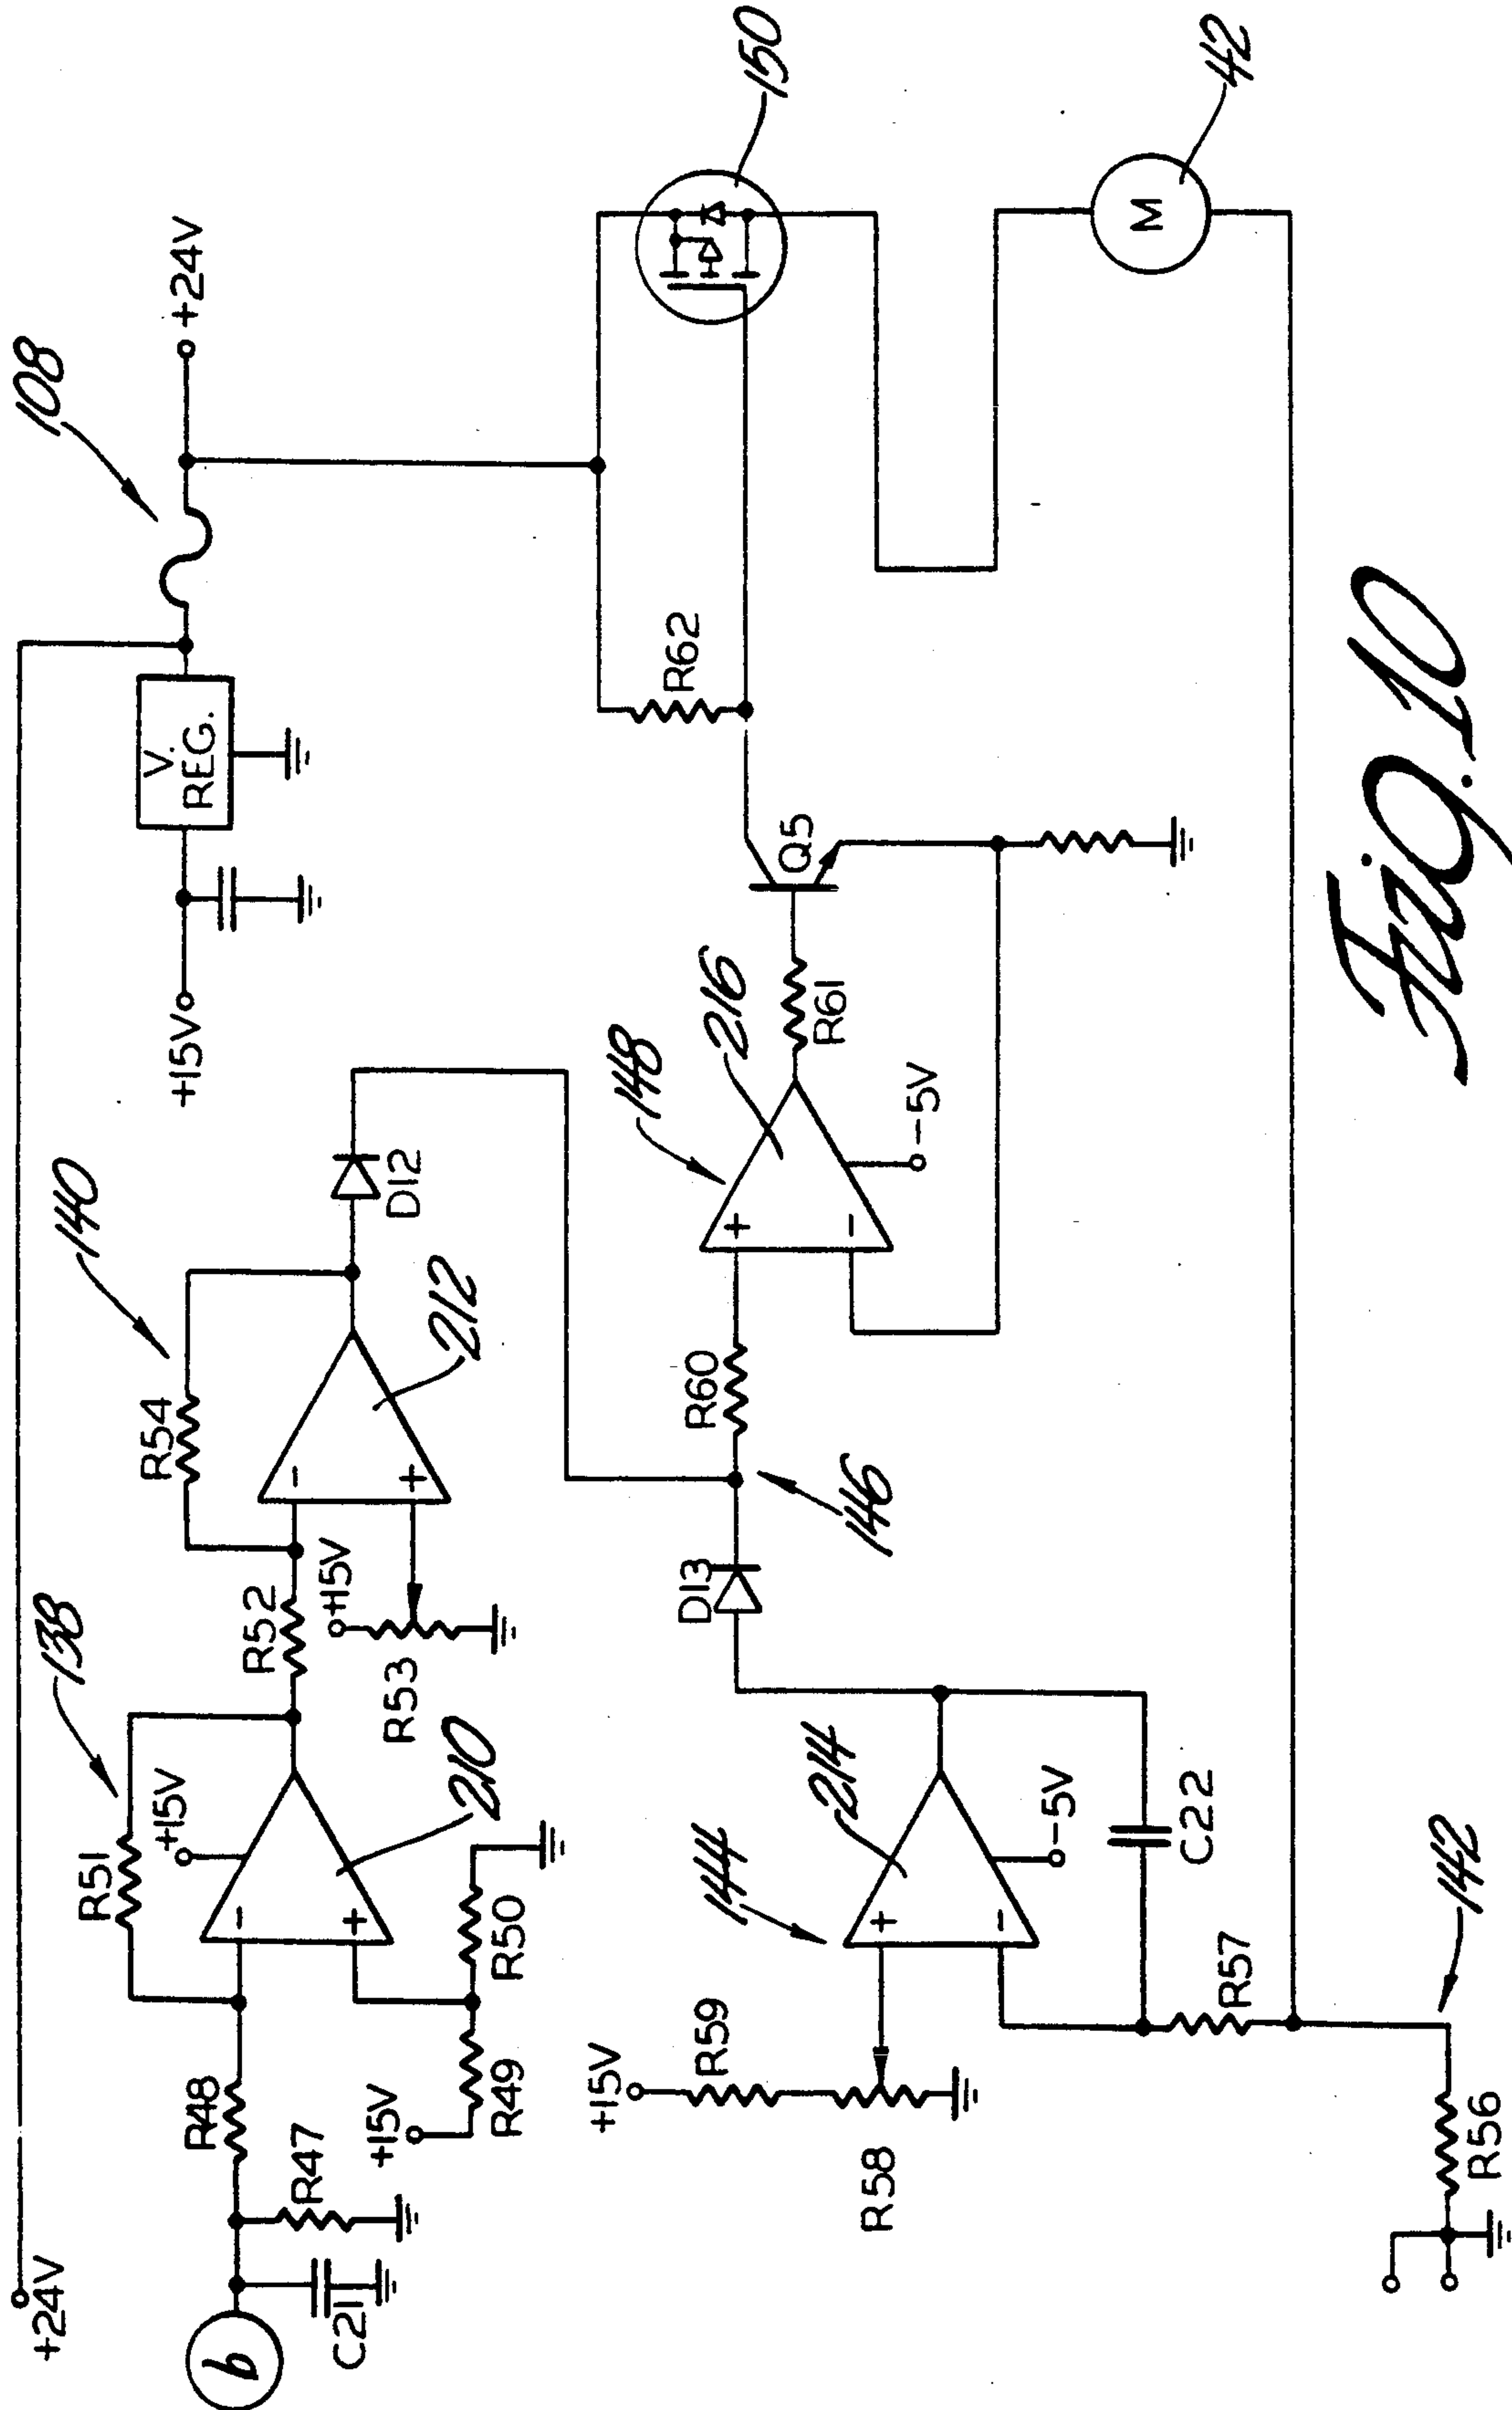 +24V
108
+24V
V.
REG.
+15V
140
138
R54
D12
212
R52
+15V
R53
R51
+15V
210
-
+
-
+
R48
R47
C21
q
+15V
R49
R50
R62
150
Q5
148
216
R61
+
-
-5V
R60
146
D13
144
214
+
-
-5V
C22
+15V
R59
R58
R57
142
R56
M
42
Fig. 10